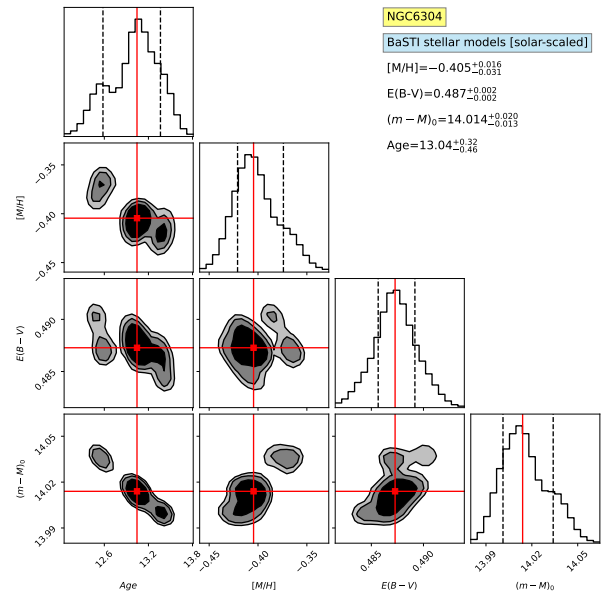 NGC6304
BaSTI stellar models [solar-scaled]
[M/H]=−0.405+0.016−0.031
E(B-V)=0.487+0.002−0.002
(m−M)0=14.014+0.020−0.013
Age=13.04+0.32−0.46
−0.35
−0.40
−0.45
[M/H]
0.490
0.485
E(B−V)
14.05
14.02
13.99
(m−M)0
12.6
13.2
13.8
−0.45
−0.40
−0.35
0.485
0.490
13.99
14.02
14.05
Age
[M/H]
E(B−V)
(m−M)0